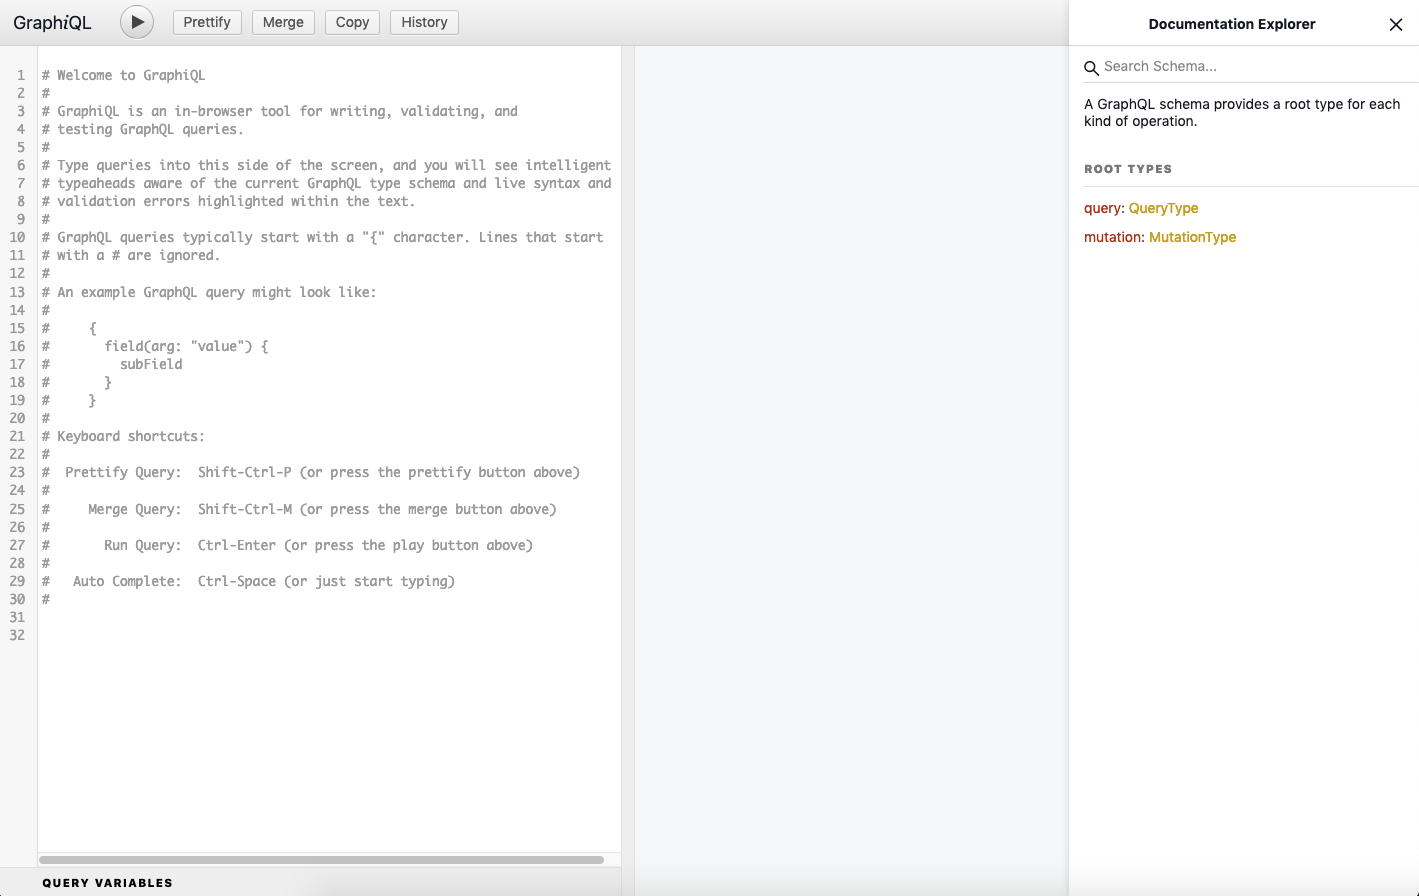 GraphiQL
Prettify
Merge
Copy
History
1 # Welcome to GraphiQL
2 #
3 # GraphiQL is an in-browser tool for writing, validating, and
4 # testing GraphQL queries.
5 #
6 # Type queries into this side of the screen, and you will see intelligent
7 # typeaheads aware of the current GraphQL type schema and live syntax and
8 # validation errors highlighted within the text.
9 #
10 # GraphQL queries typically start with a "{" character. Lines that start
11 # with a # are ignored.
12 #
13 # An example GraphQL query might look like:
14 #
15 #     {
16 #       field(arg: "value") {
17 #         subField
18 #       }
19 #     }
20 #
21 # Keyboard shortcuts:
22 #
23 #  Prettify Query:  Shift-Ctrl-P (or press the prettify button above)
24 #
25 #     Merge Query:  Shift-Ctrl-M (or press the merge button above)
26 #
27 #       Run Query:  Ctrl-Enter (or press the play button above)
28 #
29 #   Auto Complete:  Ctrl-Space (or just start typing)
30 #
31
32
QUERY VARIABLES
Documentation Explorer
Search Schema...
A GraphQL schema provides a root type for each
kind of operation.
ROOT TYPES
query: QueryType
mutation: MutationType